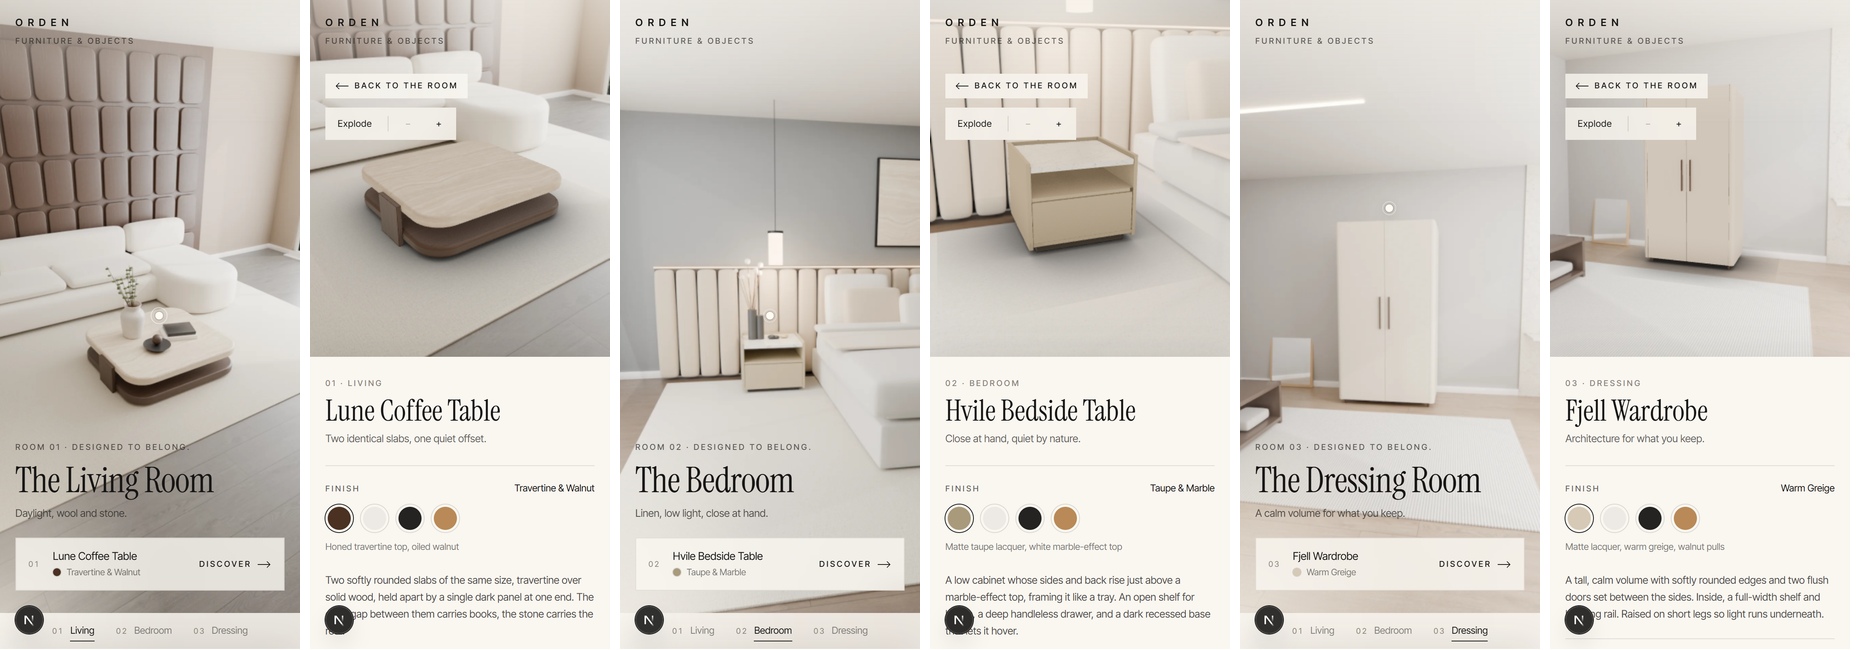 ORDEN
FURNITURE & OBJECTS
ROOM 01 · DESIGNED TO BELONG.
The Living Room
Daylight, wool and stone.
01
Lune Coffee Table
Travertine & Walnut
DISCOVER →
N
01 Living
02 Bedroom
03 Dressing
ORDEN
FURNITURE & OBJECTS
← BACK TO THE ROOM
Explode − +
01 · LIVING
Lune Coffee Table
Two identical slabs, one quiet offset.
FINISH
Travertine & Walnut
Honed travertine top, oiled walnut
Two softly rounded slabs of the same size, travertine over
solid wood, held apart by a single dark panel at one end. The
gap between them carries books, the stone carries the
N
ORDEN
FURNITURE & OBJECTS
ROOM 02 · DESIGNED TO BELONG.
The Bedroom
Linen, low light, close at hand.
02
Hvile Bedside Table
Taupe & Marble
DISCOVER →
N
01 Living
02 Bedroom
03 Dressing
ORDEN
FURNITURE & OBJECTS
← BACK TO THE ROOM
Explode − +
02 · BEDROOM
Hvile Bedside Table
Close at hand, quiet by nature.
FINISH
Taupe & Marble
Matte taupe lacquer, white marble-effect top
A low cabinet whose sides and back rise just above a
marble-effect top, framing it like a tray. An open shelf for
a deep handleless drawer, and a dark recessed base
it hover.
N
ORDEN
FURNITURE & OBJECTS
ROOM 03 · DESIGNED TO BELONG.
The Dressing Room
A calm volume for what you keep.
03
Fjell Wardrobe
Warm Greige
DISCOVER →
N
01 Living
02 Bedroom
03 Dressing
ORDEN
FURNITURE & OBJECTS
← BACK TO THE ROOM
Explode − +
03 · DRESSING
Fjell Wardrobe
Architecture for what you keep.
FINISH
Warm Greige
Matte lacquer, warm greige, walnut pulls
A tall, calm volume with softly rounded edges and two flush
doors set between the sides. Inside, a full-width shelf and
rail. Raised on short legs so light runs underneath.
N